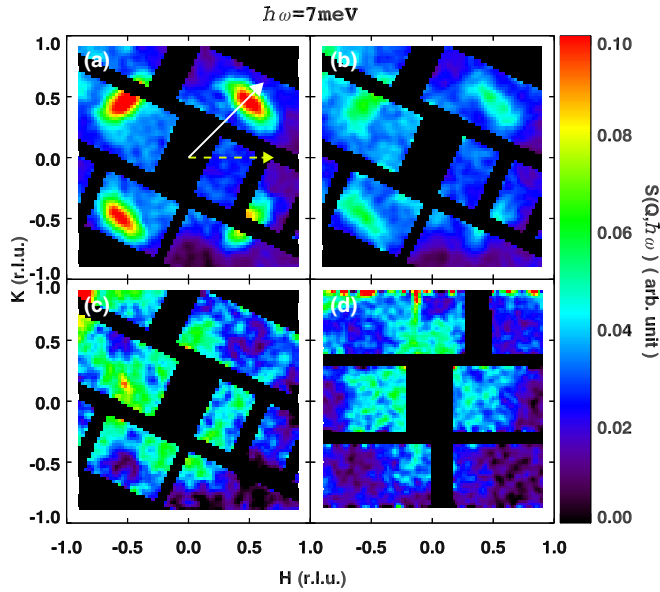 ℏω=7meV
(a)
(b)
(c)
(d)
1.0
0.5
0.0
-0.5
-1.0
1.0
0.5
0.0
-0.5
-1.0
K (r.l.u.)
-1.0 -0.5 0.0 0.5 -1.0 -0.5 0.0 0.5 1.0
H (r.l.u.)
0.10
0.08
0.06
0.04
0.02
0.00
S(Q,ℏω) ( arb. unit )